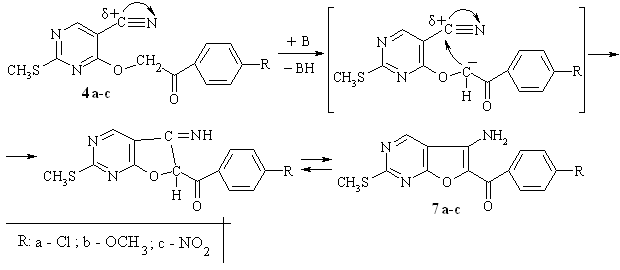 δ+ C≡N
N
N
CH₃S
O
CH₂
C
O
R
4 a-c
+ B
– BH
δ+ C≡N
N
N
CH₃S
O
C⁻
H
C
O
R
C=NH
N
N
CH₃S
O
C
H
C
O
R
NH₂
N
N
CH₃S
O
C
O
R
7 a-c
R: a - Cl ; b - OCH₃; c - NO₂